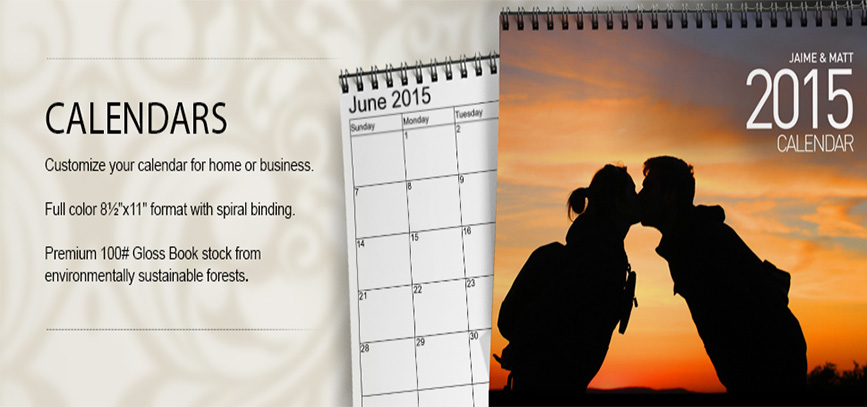 CALENDARS
Customize your calendar for home or business.
Full color 8½"x11" format with spiral binding.
Premium 100# Gloss Book stock from
environmentally sustainable forests.
June 2015
Sunday Monday Tuesday
1 2
7 8 9
14 15 16
21 22 23
28 29 30
JAIME & MATT
2015
CALENDAR